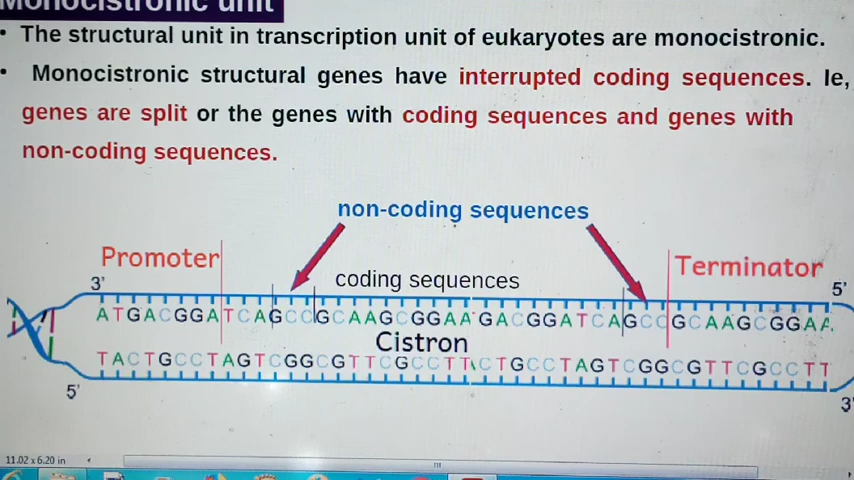 Monocistronic unit
• The structural unit in transcription unit of eukaryotes are monocistronic.
• Monocistronic structural genes have interrupted coding sequences. Ie,
genes are split or the genes with coding sequences and genes with
non-coding sequences.
non-coding sequences
Promoter
Terminator
coding sequences
3'
5'
ATGACGGATCAGCCGCAAGCGGAAGACGGATCAGCCGCAAGCGGAA
Cistron
TACTGCCTAGTCGGCGTTCGCCTTCTGCCTAGTCGGCGTTCGCCTT
5'
3'
11.02 x 6.20 in